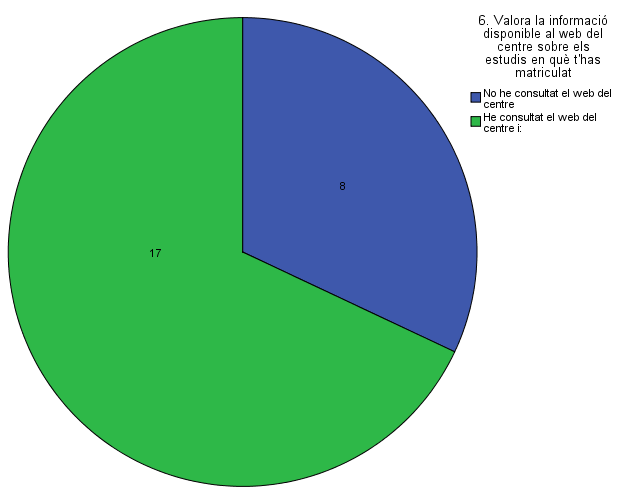 6. Valora la informació
disponible al web del
centre sobre els
estudis en què t'has
matriculat
No he consultat el web del
centre
He consultat el web del
centre i:
8
17